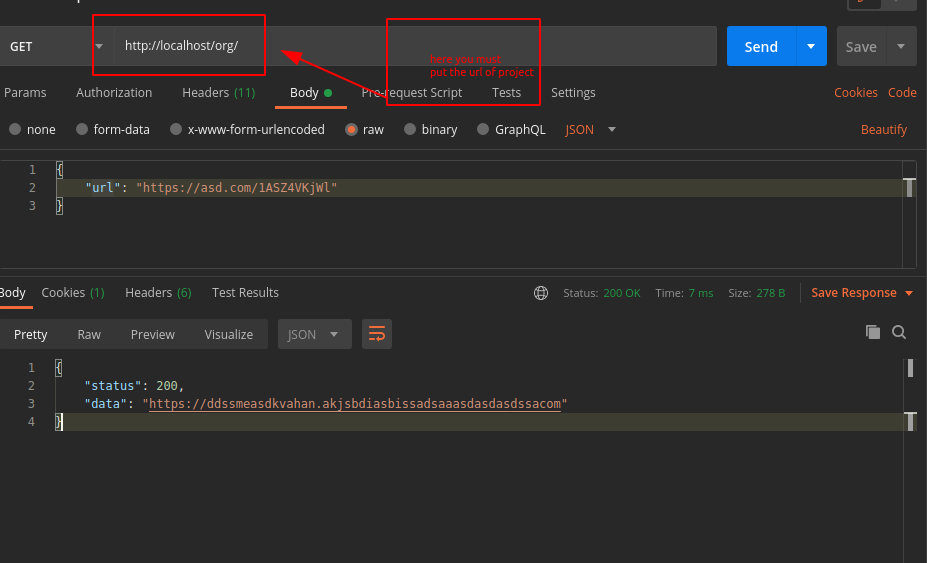 GET http://localhost/org/ Send Save
here you must
put the url of project
Params Authorization Headers (11) Body Pre-request Script Tests Settings Cookies Code
none form-data x-www-form-urlencoded raw binary GraphQL JSON Beautify
1 {
2 "url": "https://asd.com/1ASZ4VKjWl"
3 }
Body Cookies (1) Headers (6) Test Results Status: 200 OK Time: 7 ms Size: 278 B Save Response
Pretty Raw Preview Visualize JSON
1 {
2 "status": 200,
3 "data": "https://ddssmeasdkvahan.akjsbdiasbissadsaaasdasdasdssacom"
4 }